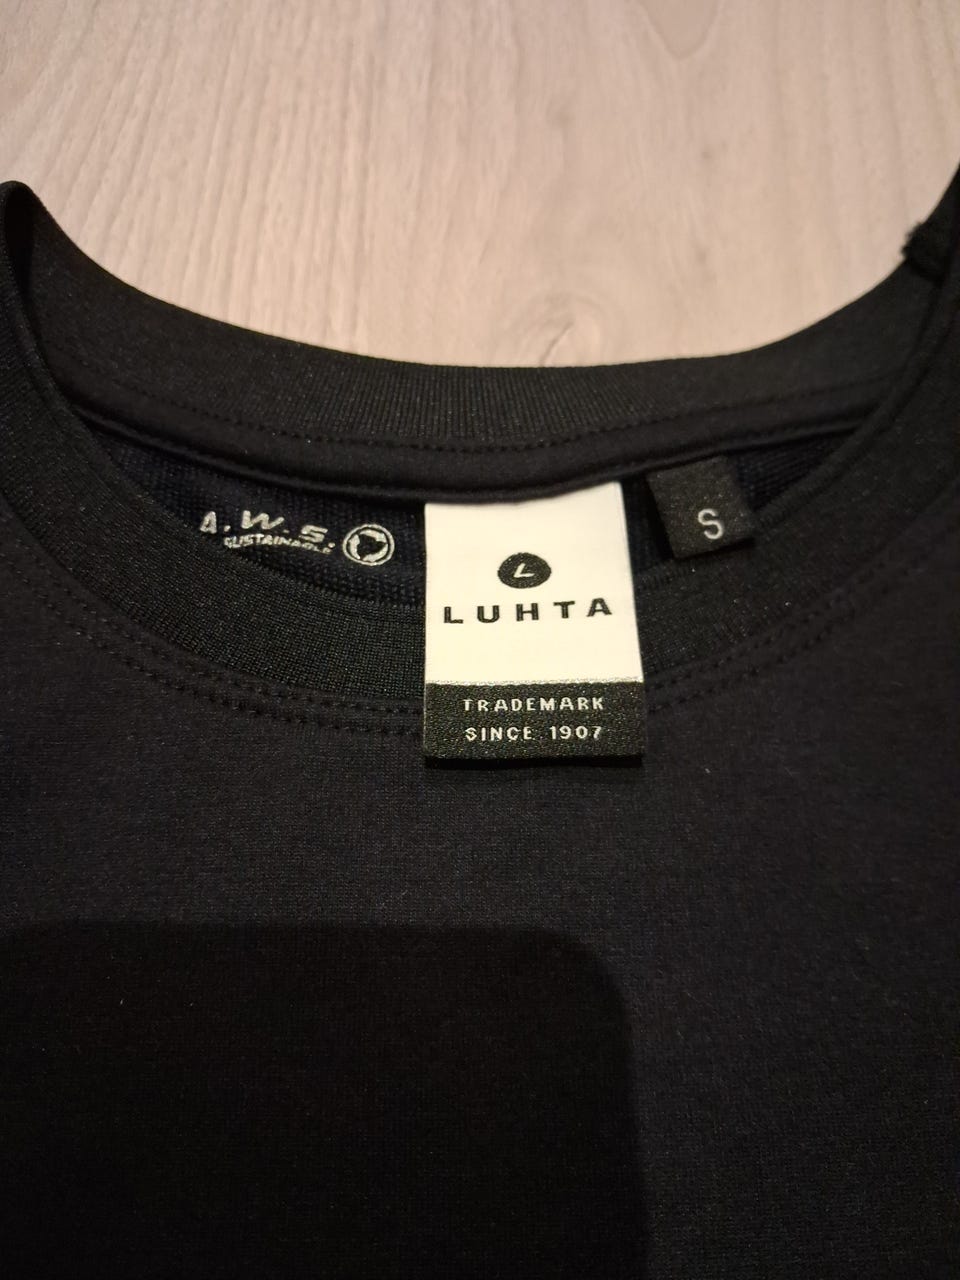 A.W.S.
SUSTAINABLE
L
LUHTA
TRADEMARK
SINCE 1907
S